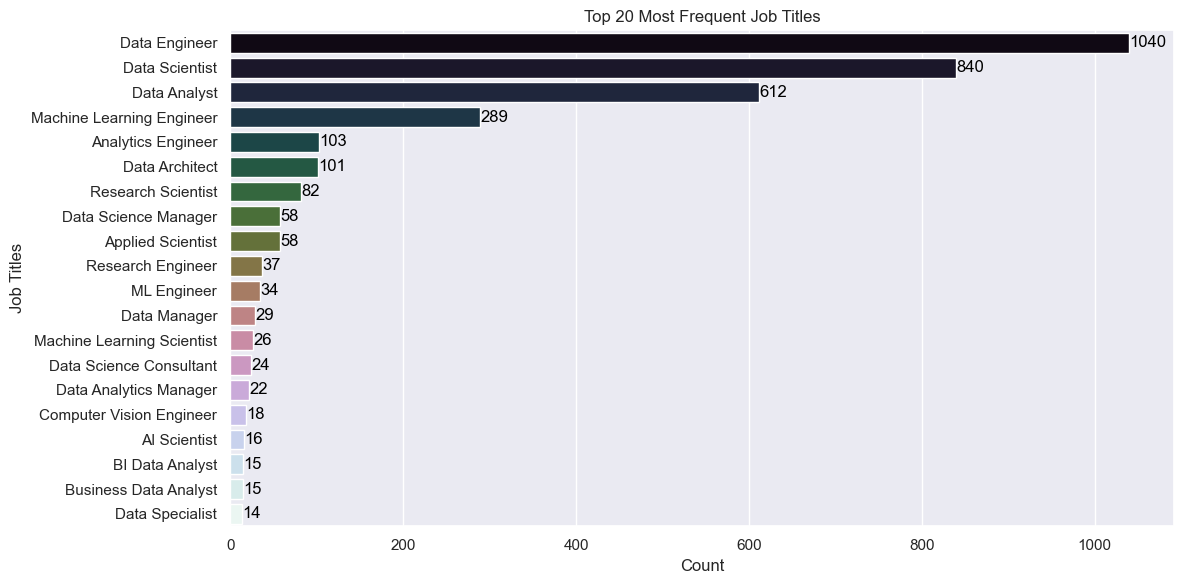 Top 20 Most Frequent Job Titles
Job Titles
Data Engineer 1040
Data Scientist 840
Data Analyst 612
Machine Learning Engineer 289
Analytics Engineer 103
Data Architect 101
Research Scientist 82
Data Science Manager 58
Applied Scientist 58
Research Engineer 37
ML Engineer 34
Data Manager 29
Machine Learning Scientist 26
Data Science Consultant 24
Data Analytics Manager 22
Computer Vision Engineer 18
AI Scientist 16
BI Data Analyst 15
Business Data Analyst 15
Data Specialist 14
0 200 400 600 800 1000
Count